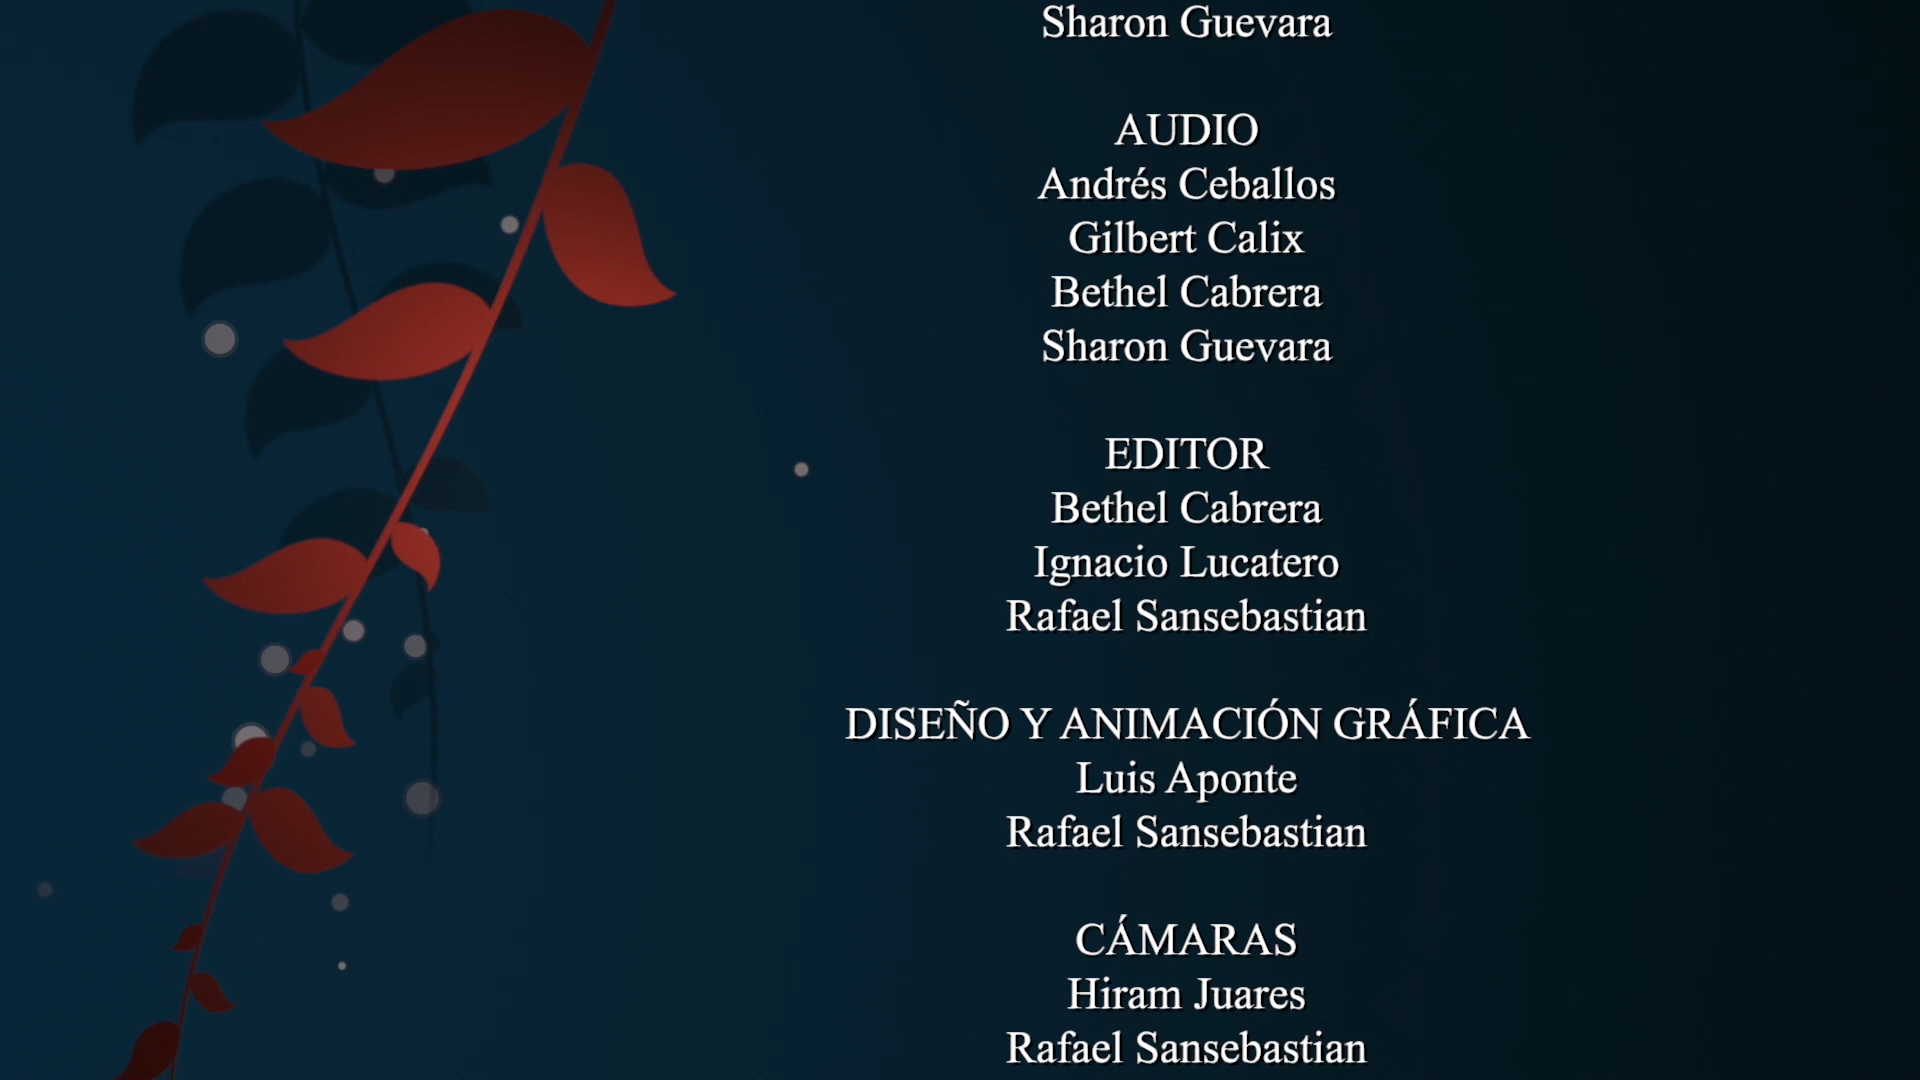 Sharon Guevara
AUDIO
Andrés Ceballos
Gilbert Calix
Bethel Cabrera
Sharon Guevara
EDITOR
Bethel Cabrera
Ignacio Lucatero
Rafael Sansebastian
DISEÑO Y ANIMACIÓN GRÁFICA
Luis Aponte
Rafael Sansebastian
CÁMARAS
Hiram Juares
Rafael Sansebastian